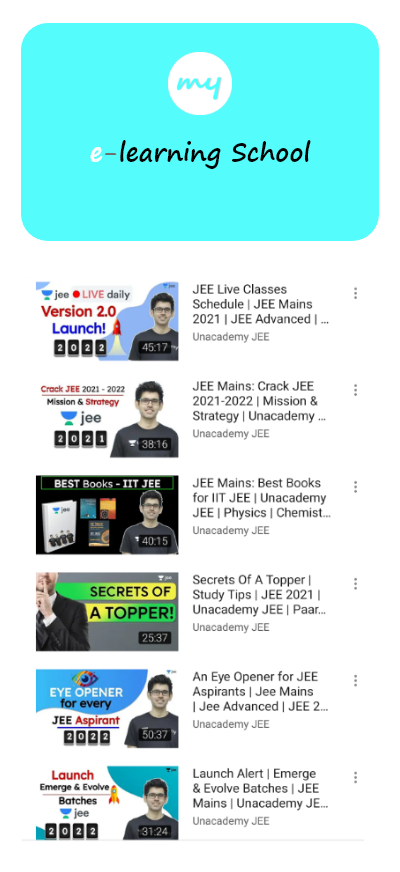 my
e-learning School
jee LIVE daily
Version 2.0
Launch!
2022
45:17
JEE Live Classes
Schedule | JEE Mains
2021 | JEE Advanced | ...
Unacademy JEE
Crack JEE 2021 - 2022
Mission & Strategy
jee
2021
38:16
JEE Mains: Crack JEE
2021-2022 | Mission &
Strategy | Unacademy ...
Unacademy JEE
BEST Books - IIT JEE
jee
40:15
JEE Mains: Best Books
for IIT JEE | Unacademy
JEE | Physics | Chemist...
Unacademy JEE
jee
SECRETS OF
A TOPPER!
25:37
Secrets Of A Topper |
Study Tips | JEE 2021 |
Unacademy JEE | Paar...
Unacademy JEE
EYE OPENER
for every
JEE Aspirant
2022
50:37
An Eye Opener for JEE
Aspirants | Jee Mains
| Jee Advanced | JEE 2...
Unacademy JEE
Launch
Emerge & Evolve
Batches
jee
2022
31:24
Launch Alert | Emerge
& Evolve Batches | JEE
Mains | Unacademy JE...
Unacademy JEE